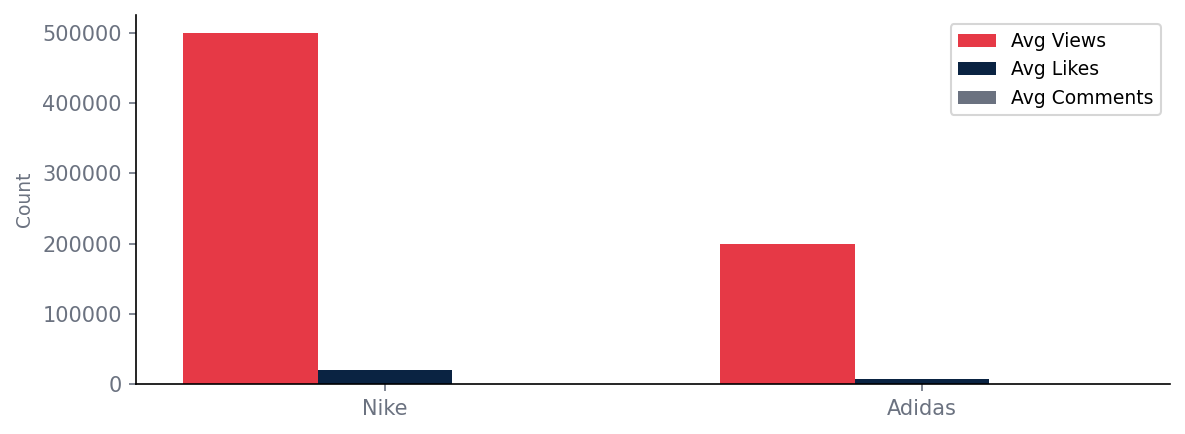 500000
400000
300000
200000
100000
0
Count
Nike
Adidas
Avg Views
Avg Likes
Avg Comments